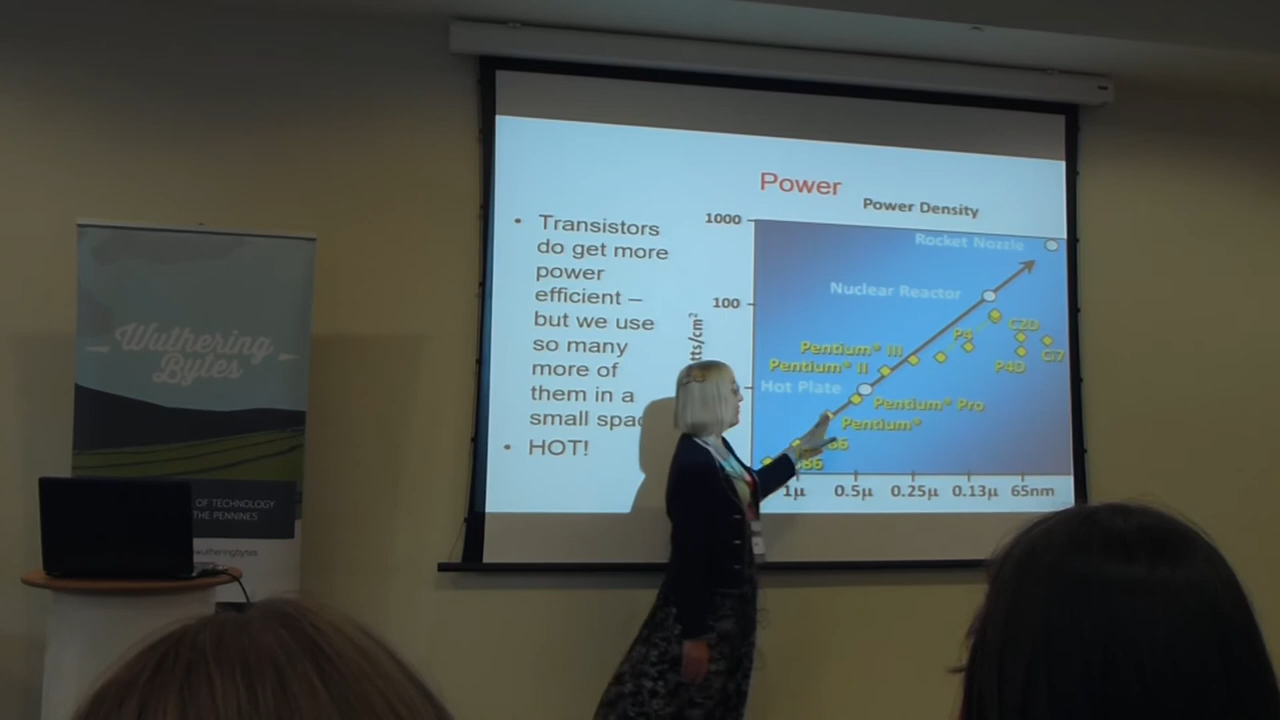 Wuthering
Bytes
OF TECHNOLOGY
THE PENNINES
wutheringbytes
Power
• Transistors
do get more
power
efficient –
but we use
so many
more of
them in a
small
• HOT!
Power Density
1000
100
Rocket Nozzle
Nuclear Reactor
P4
C2D
Pentium® III
Ci7
Pentium® II
P4D
Hot Plate
Pentium® Pro
Pentium®
1µ
0.5µ
0.25µ
0.13µ
65nm